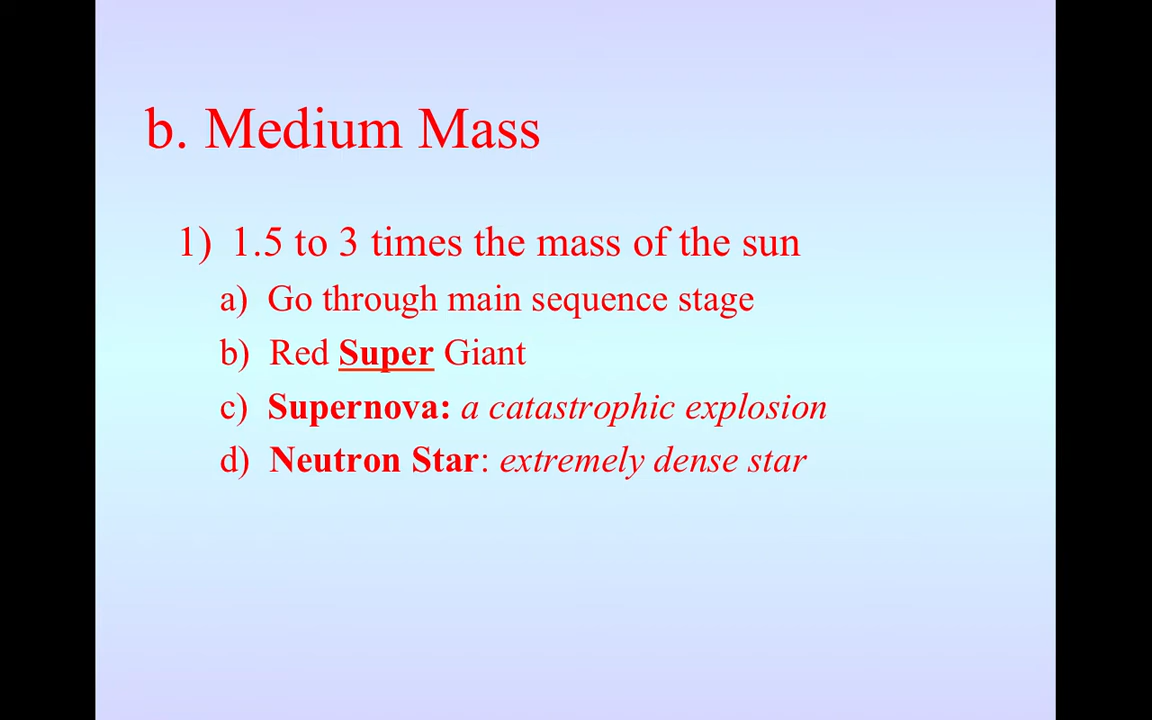 b. Medium Mass
1) 1.5 to 3 times the mass of the sun
a) Go through main sequence stage
b) Red Super Giant
c) Supernova: a catastrophic explosion
d) Neutron Star: extremely dense star